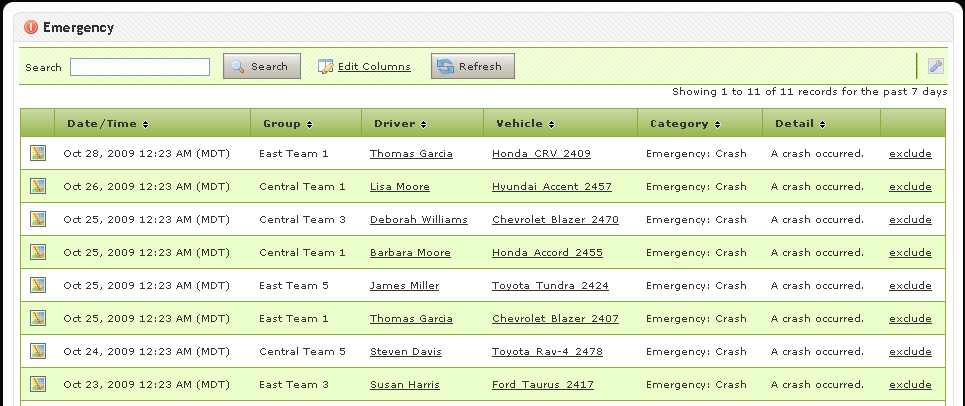 Emergency
Search Search Edit Columns Refresh
Showing 1 to 11 of 11 records for the past 7 days
Date/Time Group Driver Vehicle Category Detail
Oct 28, 2009 12:23 AM (MDT) East Team 1 Thomas Garcia Honda CRV 2409 Emergency: Crash A crash occurred. exclude
Oct 26, 2009 12:23 AM (MDT) Central Team 1 Lisa Moore Hyundai Accent 2457 Emergency: Crash A crash occurred. exclude
Oct 25, 2009 12:23 AM (MDT) Central Team 3 Deborah Williams Chevrolet Blazer 2470 Emergency: Crash A crash occurred. exclude
Oct 25, 2009 12:23 AM (MDT) Central Team 1 Barbara Moore Honda Accord 2455 Emergency: Crash A crash occurred. exclude
Oct 25, 2009 12:23 AM (MDT) East Team 5 James Miller Toyota Tundra 2424 Emergency: Crash A crash occurred. exclude
Oct 25, 2009 12:23 AM (MDT) East Team 1 Thomas Garcia Chevrolet Blazer 2407 Emergency: Crash A crash occurred. exclude
Oct 24, 2009 12:23 AM (MDT) Central Team 5 Steven Davis Toyota Rav-4 2478 Emergency: Crash A crash occurred. exclude
Oct 23, 2009 12:23 AM (MDT) East Team 3 Susan Harris Ford Taurus 2417 Emergency: Crash A crash occurred. exclude